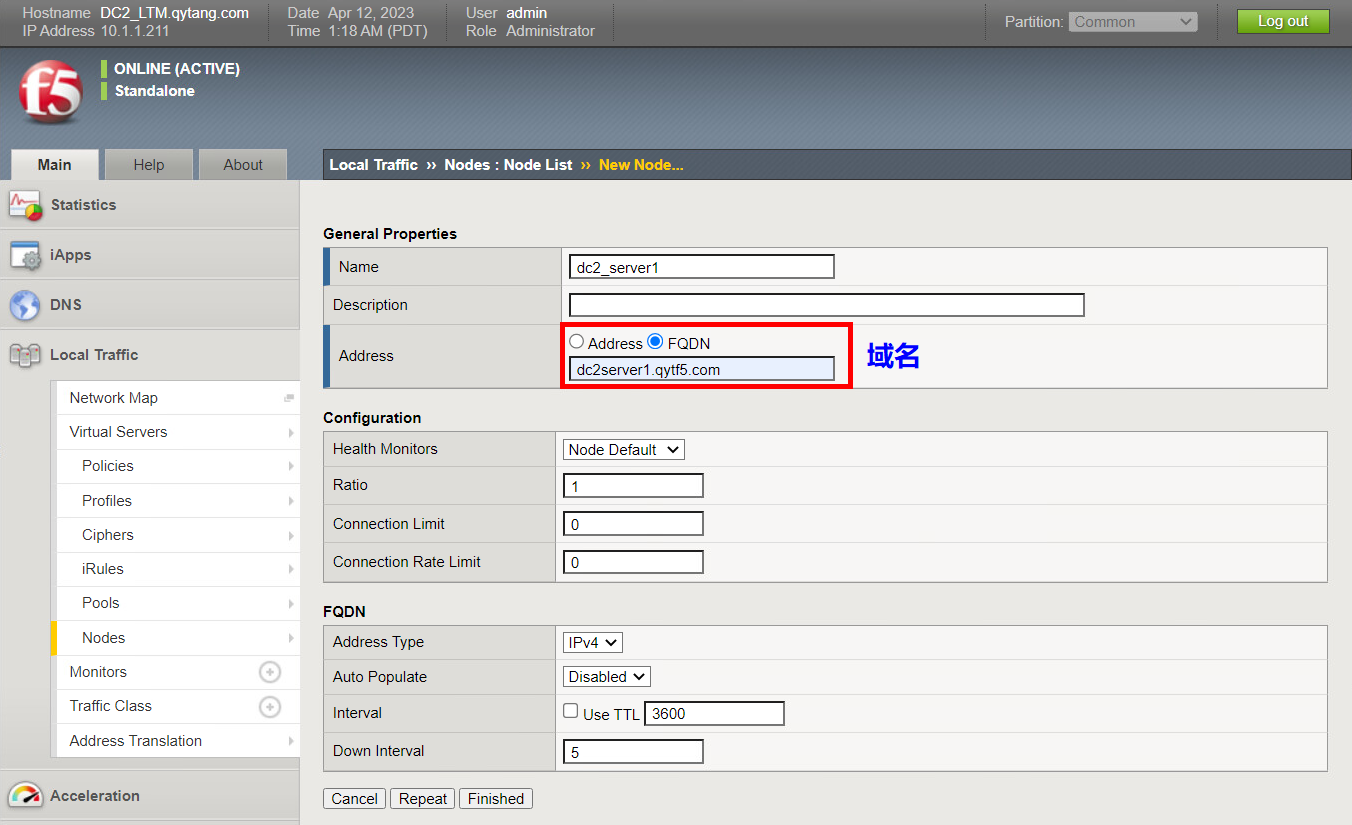 Hostname DC2_LTM.qytang.com Date Apr 12, 2023 User admin
IP Address 10.1.1.211 Time 1:18 AM (PDT) Role Administrator
Partition: Common Log out
f5
ONLINE (ACTIVE)
Standalone
Main Help About
Local Traffic ›› Nodes : Node List ›› New Node...
Statistics
iApps
DNS
Local Traffic
Network Map
Virtual Servers
Policies
Profiles
Ciphers
iRules
Pools
Nodes
Monitors
Traffic Class
Address Translation
Acceleration
General Properties
Name dc2_server1
Description
Address Address FQDN
dc2server1.qytf5.com
域名
Configuration
Health Monitors Node Default
Ratio 1
Connection Limit 0
Connection Rate Limit 0
FQDN
Address Type IPv4
Auto Populate Disabled
Interval Use TTL 3600
Down Interval 5
Cancel Repeat Finished